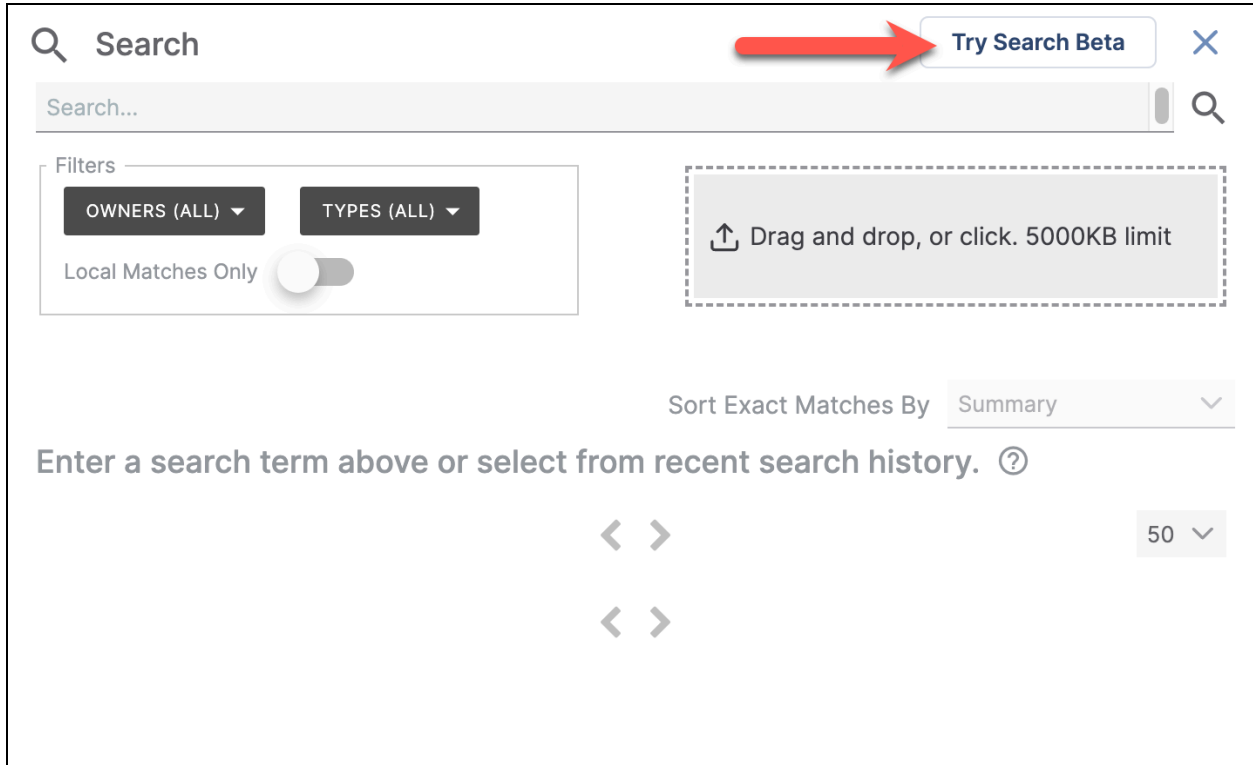 Search
Try Search Beta
Search...
Filters
OWNERS (ALL)
TYPES (ALL)
Local Matches Only
Drag and drop, or click. 5000KB limit
Sort Exact Matches By
Summary
Enter a search term above or select from recent search history.
50